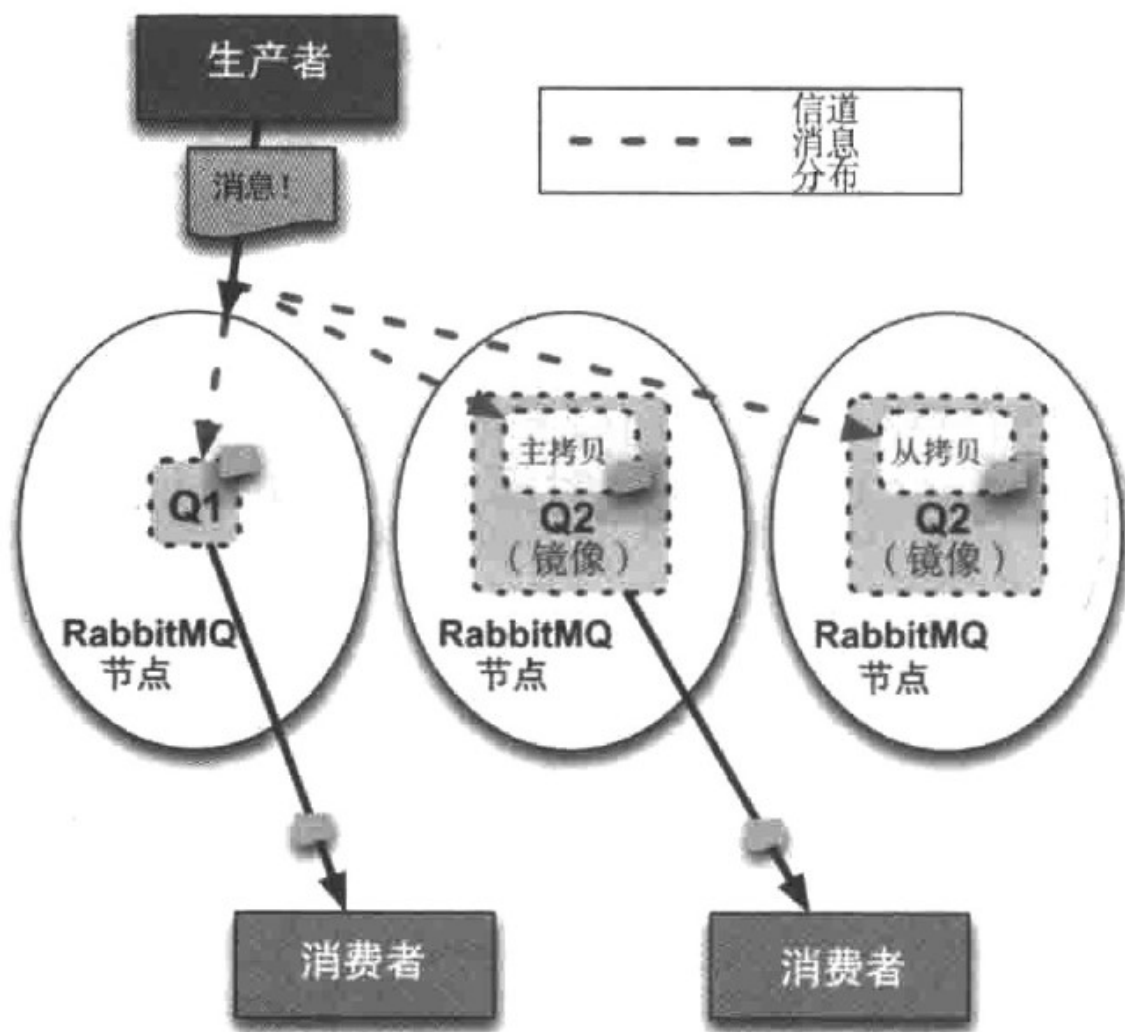 生产者
消息!
信道
消息
分布
Q1
RabbitMQ
节点
主拷贝
Q2
(镜像)
RabbitMQ
节点
从拷贝
Q2
(镜像)
RabbitMQ
节点
消费者
消费者